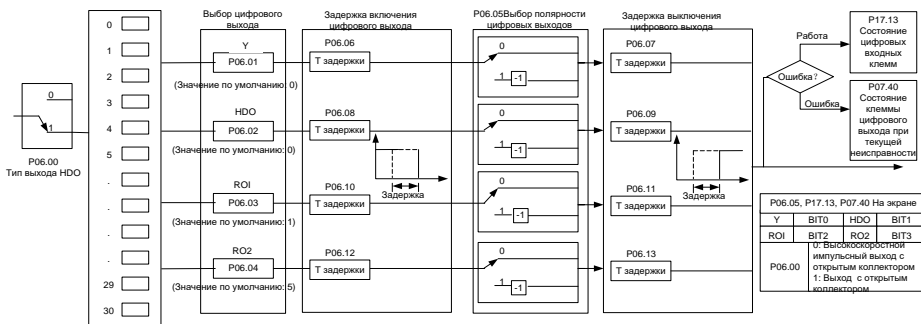 0
1
P06.00
Тип выхода HDO
0
1
2
3
4
5
.
.
.
29
30
Выбор цифрового
выхода
Y
P06.01
(Значение по умолчанию: 0)
HDO
P06.02
(Значение по умолчанию: 0)
ROI
P06.03
(Значение по умолчанию: 1)
RO2
P06.04
(Значение по умолчанию: 5)
Задержка включения
цифрового выхода
P06.06
T задержки
P06.08
T задержки
Задержка
P06.10
T задержки
P06.12
T задержки
P06.05Выбор полярности
цифровых выходов
0
1
-1
0
1
-1
0
1
-1
0
1
-1
Задержка выключения
цифрового выхода
P06.07
T задержки
P06.09
T задержки
Задержка
P06.11
T задержки
P06.13
T задержки
Работа
Ошибка?
Ошибка
P17.13
Состояние
цифровых
входных
клемм
P07.40
Состояние
клеммы
цифрового
выхода при
текущей
неисправности
P06.05, P17.13, P07.40 На экране
Y BIT0 HDO BIT1
ROI BIT2 RO2 BIT3
P06.00
0: Высокоскоростной
импульсный выход с
открытым коллектором
1: Выход с открытым
коллектором